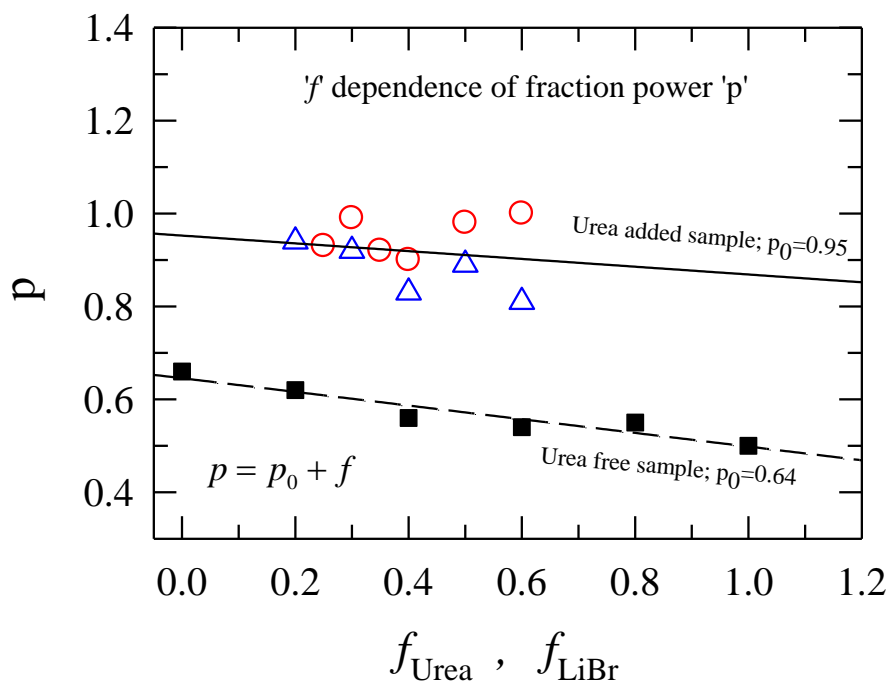 'f' dependence of fraction power 'p'
1.4
1.2
1.0
0.8
0.6
0.4
p
Urea added sample; p0=0.95
Urea free sample; p0=0.64
p = p0 + f
0.0 0.2 0.4 0.6 0.8 1.0 1.2
fUrea , fLiBr